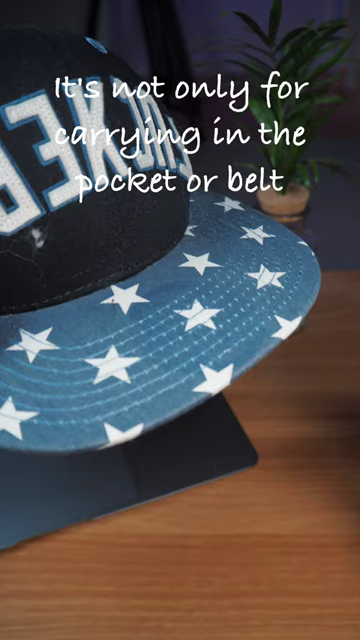 It's not only for
carrying in the
pocket or belt